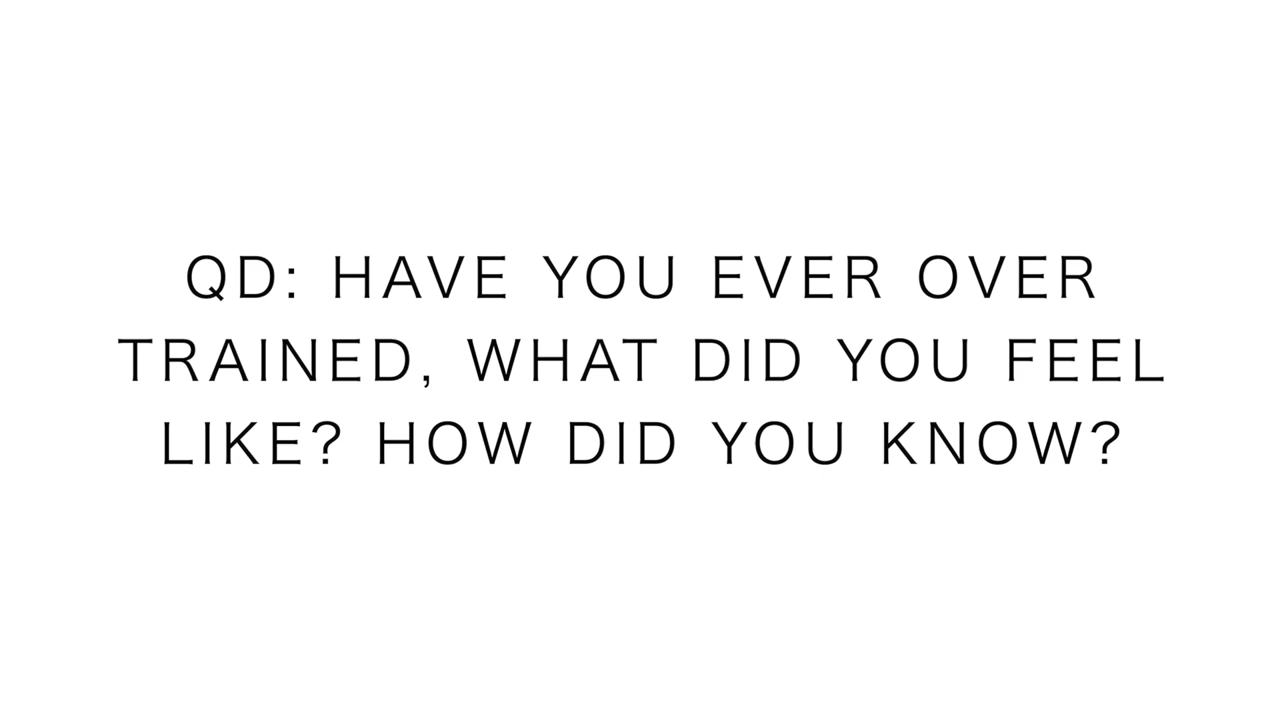 QD: HAVE YOU EVER OVER
TRAINED, WHAT DID YOU FEEL
LIKE? HOW DID YOU KNOW?